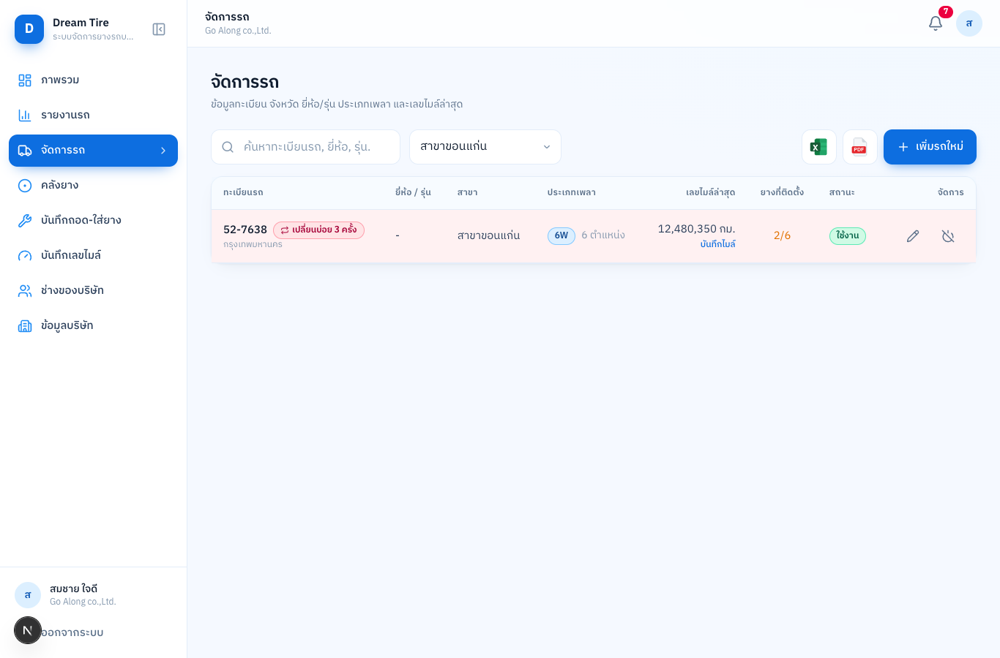 D
Dream Tire
ระบบจัดการยางรถบ...
ภาพรวม
รายงานรถ
จัดการรถ
คลังยาง
บันทึกถอด-ใส่ยาง
บันทึกเลขไมล์
ช่างของบริษัท
ข้อมูลบริษัท
ส
สมชาย ใจดี
Go Along co.,Ltd.
N
ออกจากระบบ
จัดการรถ
Go Along co.,Ltd.
7
ส
จัดการรถ
ข้อมูลทะเบียน จังหวัด ยี่ห้อ/รุ่น ประเภทเพลา และเลขไมล์ล่าสุด
ค้นหาทะเบียนรถ, ยี่ห้อ, รุ่น.
สาขาขอนแก่น
X
PDF
เพิ่มรถใหม่
ทะเบียนรถ ยี่ห้อ / รุ่น สาขา ประเภทเพลา เลขไมล์ล่าสุด ยางที่ติดตั้ง สถานะ จัดการ
52-7638 เปลี่ยนบ่อย 3 ครั้ง - สาขาขอนแก่น 6W 6 ตำแหน่ง 12,480,350 กม. 2/6 ใช้งาน
กรุงเทพมหานคร บันทึกไมล์